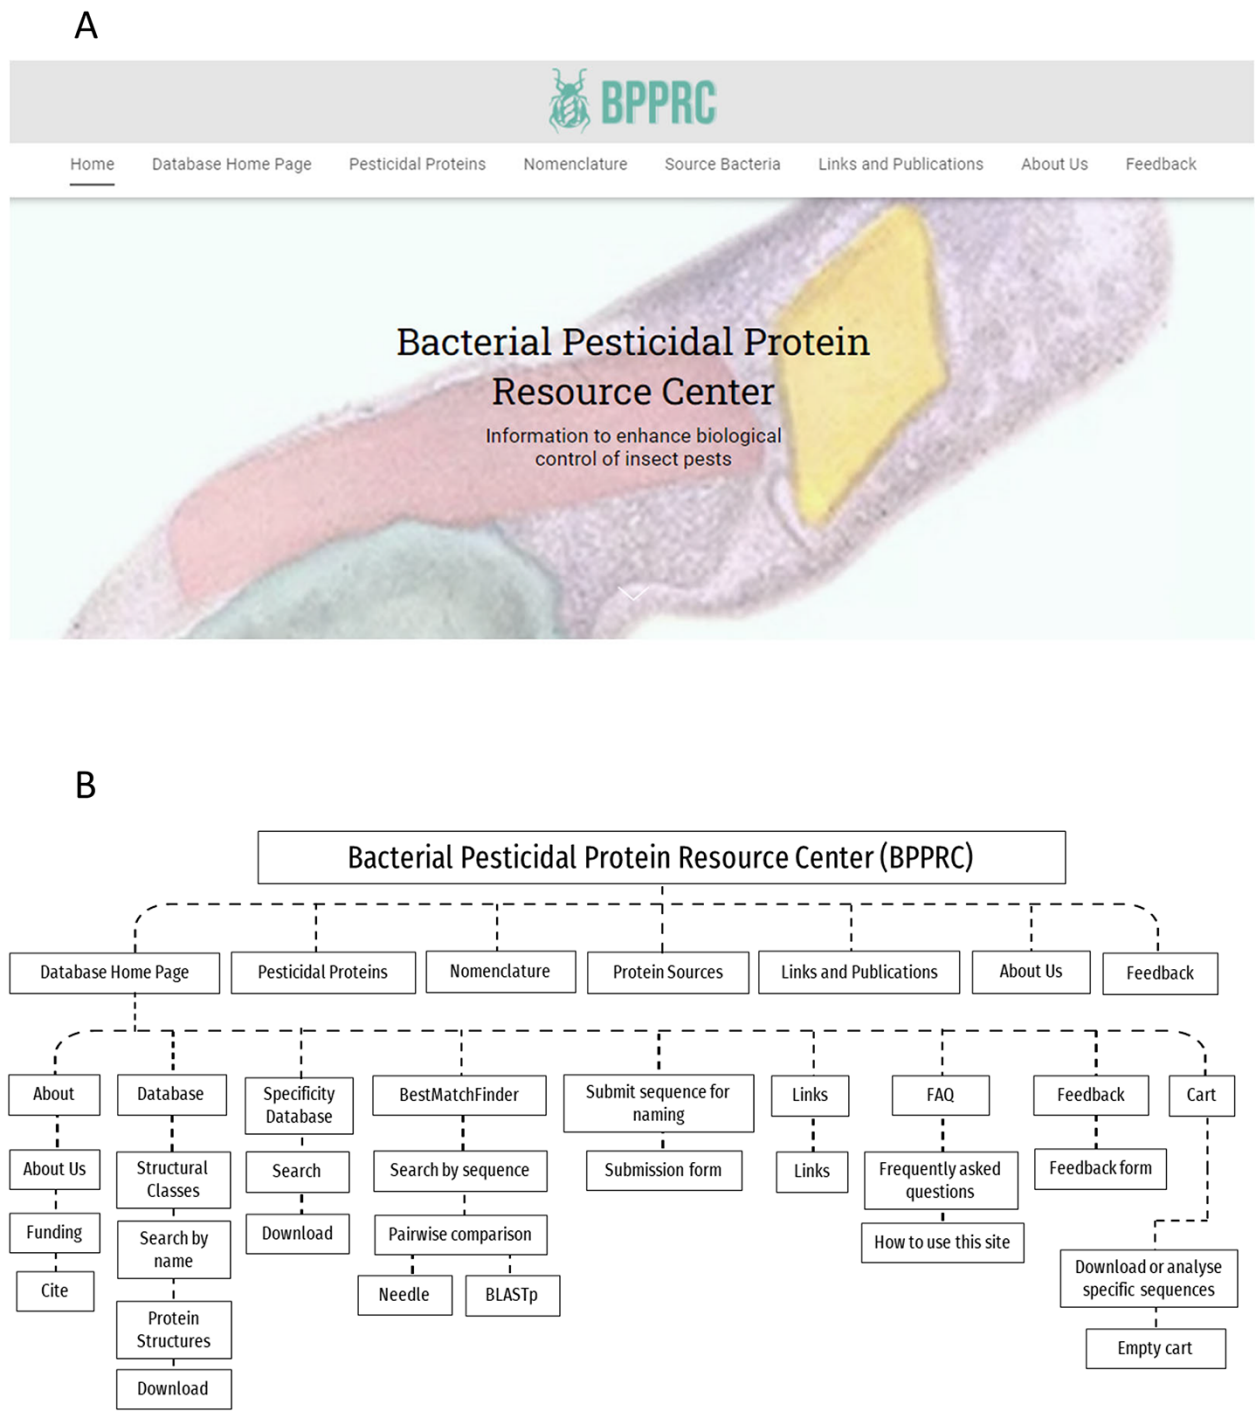 A
BPPRC
Home Database Home Page Pesticidal Proteins Nomenclature Source Bacteria Links and Publications About Us Feedback
Bacterial Pesticidal Protein
Resource Center
Information to enhance biological
control of insect pests
B
Bacterial Pesticidal Protein Resource Center (BPPRC)
Database Home Page
Pesticidal Proteins
Nomenclature
Protein Sources
Links and Publications
About Us
Feedback
About
About Us
Funding
Cite
Database
Structural
Classes
Search by
name
Protein
Structures
Download
Specificity
Database
Search
Download
BestMatchFinder
Search by sequence
Pairwise comparison
Needle
BLASTp
Submit sequence for
naming
Submission form
Links
Links
FAQ
Frequently asked
questions
How to use this site
Feedback
Feedback form
Cart
Download or analyse
specific sequences
Empty cart